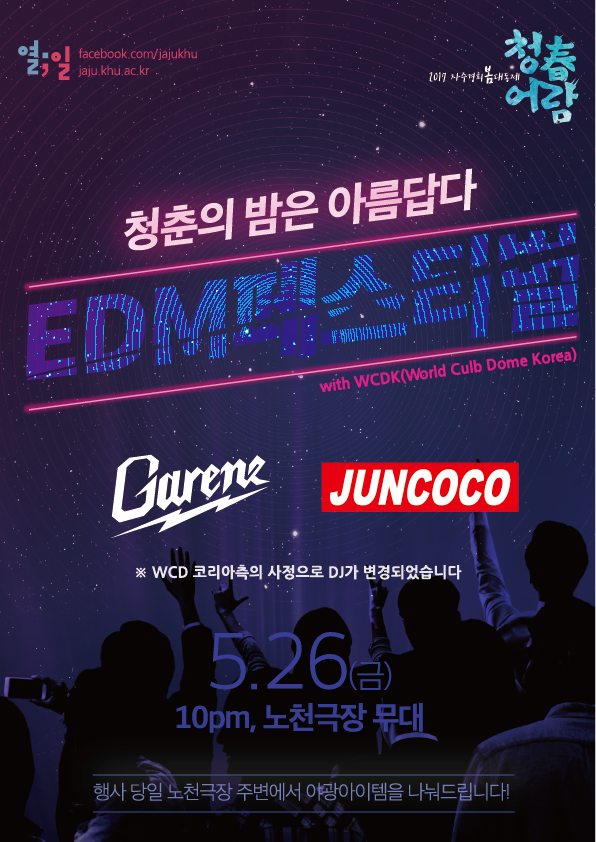 열;일
facebook.com/jajukhu
jaju.khu.ac.kr
2017 자주경희봄대동제
청春
어람
청춘의 밤은 아름답다
EDM페스티벌
with WCDK(World Culb Dome Korea)
Garene
JUNCOCO
※ WCD 코리아측의 사정으로 DJ가 변경되었습니다
5.26(금)
10pm, 노천극장 무대
행사 당일 노천극장 주변에서 야광아이템을 나눠드립니다!